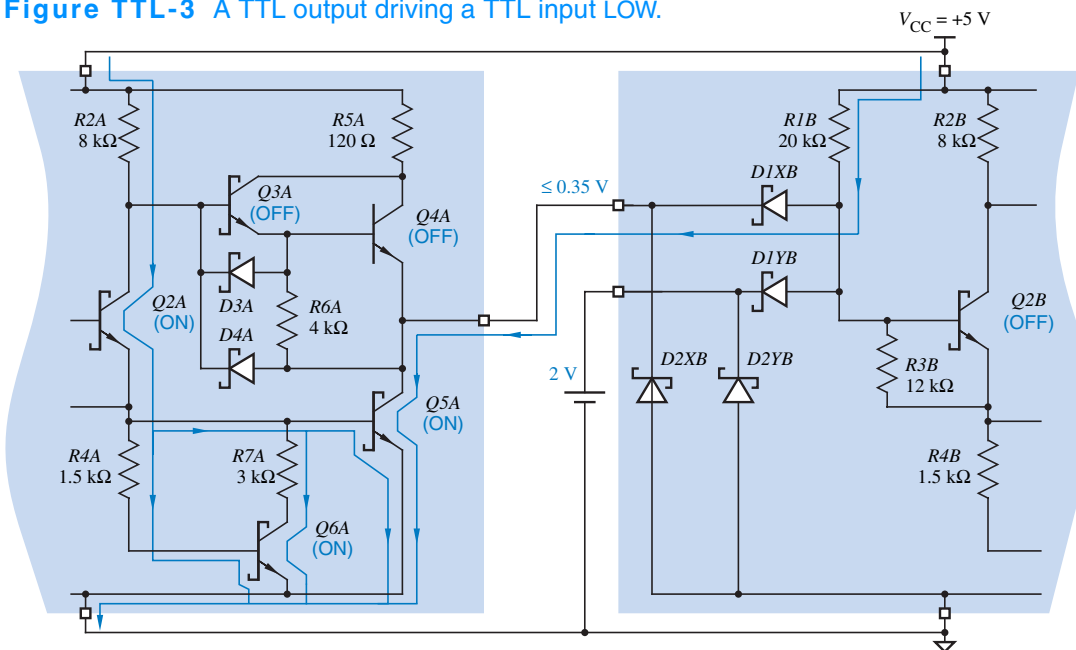 Figure TTL-3 A TTL output driving a TTL input LOW.
VCC = +5 V
R2A
8 kΩ
R5A
120 Ω
R1B
20 kΩ
R2B
8 kΩ
Q3A
(OFF)
Q4A
(OFF)
≤ 0.35 V
D1XB
D1YB
D3A
R6A
4 kΩ
Q2A
(ON)
D4A
Q2B
(OFF)
2 V
D2XB
D2YB
R3B
12 kΩ
Q5A
(ON)
R4A
1.5 kΩ
R7A
3 kΩ
R4B
1.5 kΩ
Q6A
(ON)